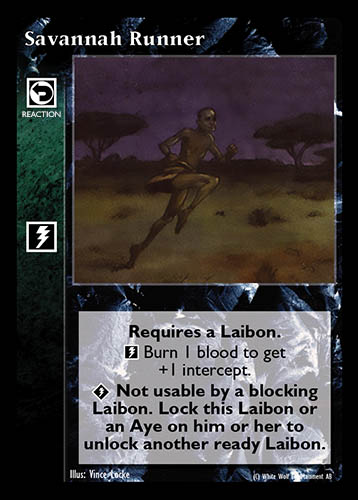 Savannah Runner
REACTION
Requires a Laibon.
Burn 1 blood to get
+1 intercept.
Not usable by a blocking
Laibon. Lock this Laibon or
an Aye on him or her to
unlock another ready Laibon.
Illus: Vince Locke
(C) White Wolf Entertainment AB